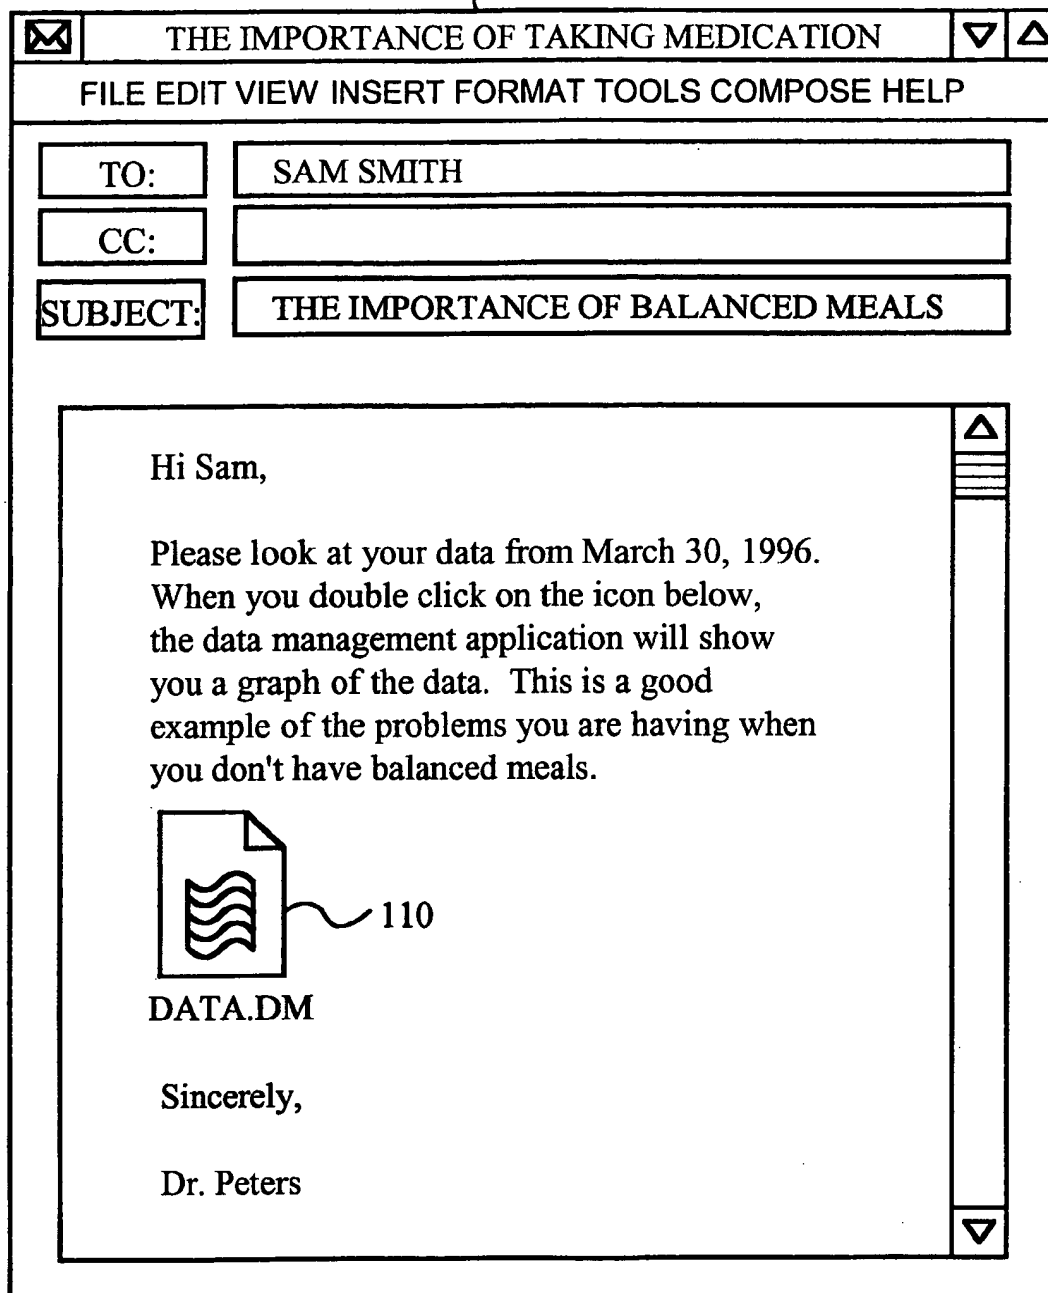 THE IMPORTANCE OF TAKING MEDICATION
FILE EDIT VIEW INSERT FORMAT TOOLS COMPOSE HELP
TO: SAM SMITH
CC:
SUBJECT: THE IMPORTANCE OF BALANCED MEALS
Hi Sam,
Please look at your data from March 30, 1996.
When you double click on the icon below,
the data management application will show
you a graph of the data. This is a good
example of the problems you are having when
you don't have balanced meals.
110
DATA.DM
Sincerely,
Dr. Peters